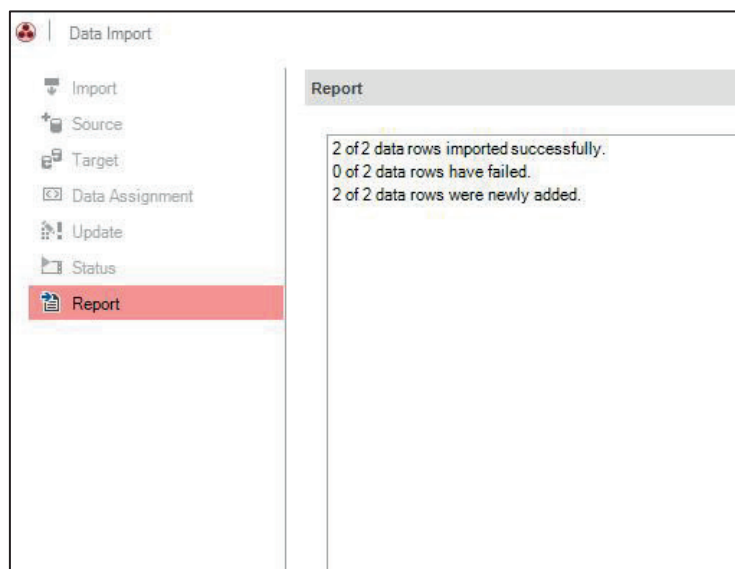 Data Import
Import
Source
Target
Data Assignment
Update
Status
Report
Report
2 of 2 data rows imported successfully.
0 of 2 data rows have failed.
2 of 2 data rows were newly added.